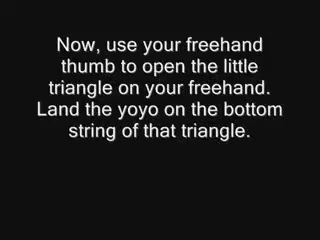 Now, use your freehand
thumb to open the little
triangle on your freehand.
Land the yoyo on the bottom
string of that triangle.